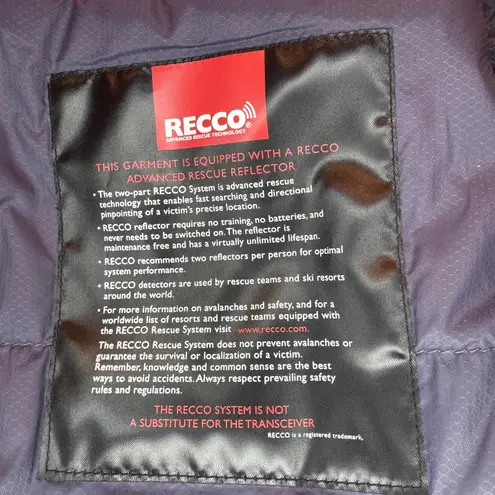 RECCO®
ADVANCED RESCUE TECHNOLOGY
THIS GARMENT IS EQUIPPED WITH A RECCO
ADVANCED RESCUE REFLECTOR
• The two-part RECCO System is advanced rescue
technology that enables fast searching and directional
pinpointing of a victim's precise location.
• RECCO reflector requires no training, no batteries, and
never needs to be switched on. The reflector is
maintenance free and has a virtually unlimited lifespan.
• RECCO recommends two reflectors per person for optimal
system performance.
• RECCO detectors are used by rescue teams and ski resorts
around the world.
• For more information on avalanches and safety, and for a
worldwide list of resorts and rescue teams equipped with
the RECCO Rescue System visit www.recco.com.
The RECCO Rescue System does not prevent avalanches or
guarantee the survival or localization of a victim.
Remember, knowledge and common sense are the best
ways to avoid accidents. Always respect prevailing safety
rules and regulations.
THE RECCO SYSTEM IS NOT
A SUBSTITUTE FOR THE TRANSCEIVER
RECCO is a registered trademark.